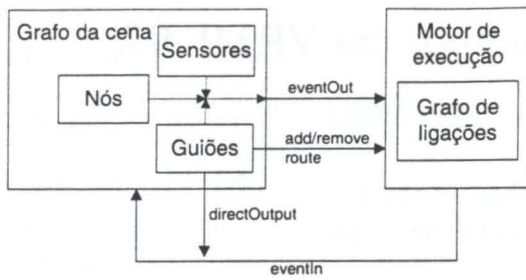 Grafo da cena
Sensores
Nós
Guiões
eventOut
add/remove
route
directOutput
eventIn
Motor de
execução
Grafo de
ligações